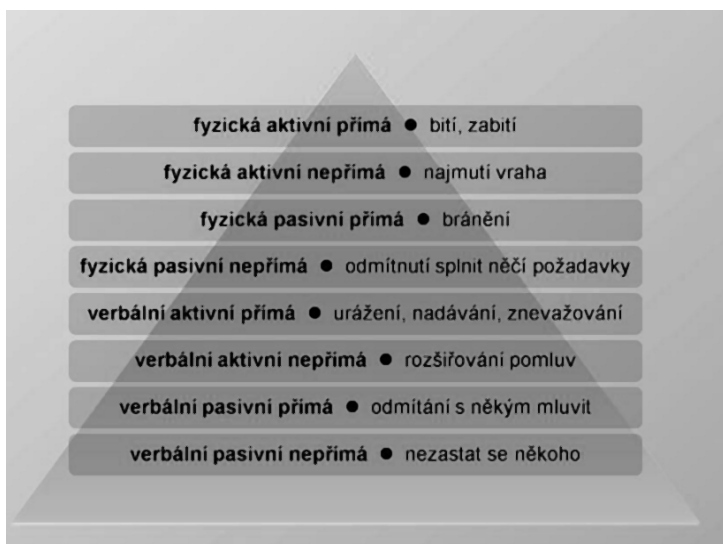 fyzická aktivní přímá ● bití, zabití
fyzická aktivní nepřímá ● najmutí vraha
fyzická pasivní přímá ● bránění
fyzická pasivní nepřímá ● odmítnutí splnit něčí požadavky
verbální aktivní přímá ● urážení, nadávání, znevažování
verbální aktivní nepřímá ● rozšiřování pomluv
verbální pasivní přímá ● odmítání s někým mluvit
verbální pasivní nepřímá ● nezastat se někoho